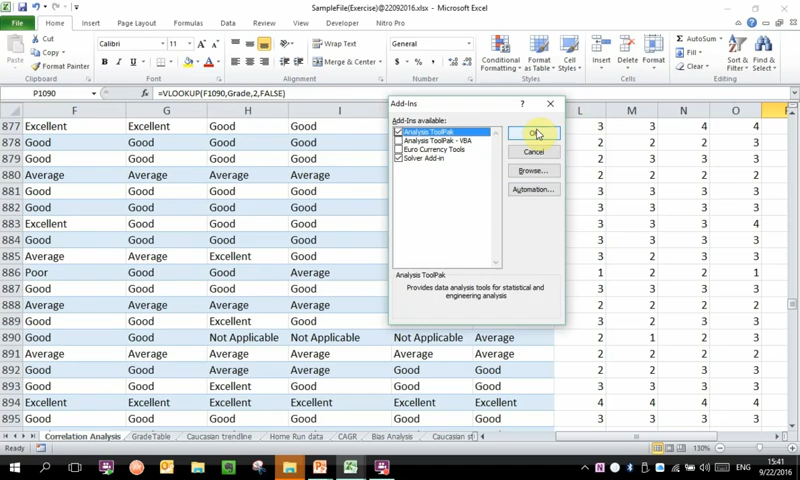 SampleFile(Exercise)@22092016.xlsx - Microsoft Excel
File Home Insert Page Layout Formulas Data Review View Developer Nitro Pro
Cut
Copy
Format Painter
Paste
Clipboard
Calibri 11
B I U
Font
Wrap Text
Merge & Center
Alignment
General
$ % ,
Number
Conditional Formatting
Format as Table
Cell Styles
Styles
Insert Delete Format
Cells
AutoSum
Fill
Clear
Sort & Filter
Find & Select
Editing
P1090 fx =VLOOKUP(F1090,Grade,2,FALSE)
F G H I L M N O
877 Excellent Excellent Good Good 3 3 4 4
878 Good Good Good Good 2 2 2 3
879 Good Good Good Good 3 3 3 3
880 Average Average Good Good 2 2 2 2
881 Good Good Good Good 3 3 3 3
882 Good Good Good Good 3 3 3 3
883 Excellent Good Good Good 3 3 3 4
884 Good Good Good Good 3 3 3 3
885 Average Average Excellent Good 3 3 2 2
886 Poor Good Good Average 1 2 2 1
887 Good Good Good Good 3 3 3 3
888 Average Average Good Average 2 2 2 2
889 Good Good Excellent Good 3 2 3 3
890 Good Good Not Applicable Not Applicable Not Applicable Average 2 1 2 3
891 Average Average Good Average Average Average 2 2 2 2
892 Good Good Excellent Good Good Good 2 3 3 3
893 Good Good Excellent Good Good Good 3 3 3 3
894 Excellent Excellent Excellent Excellent Excellent Excellent 4 4 4 4
895 Good Good Good Good Good Good 3 3 3 3
Add-Ins
Add-Ins available:
Analysis ToolPak
Analysis ToolPak - VBA
Euro Currency Tools
Solver Add-in
Cancel
Browse...
Automation...
Analysis ToolPak
Provides data analysis tools for statistical and
engineering analysis
Correlation Analysis GradeTable Caucasian trendline Home Run data CAGR Bias Analysis Caucasian st
Ready 130%
ENG
15:41
9/22/2016